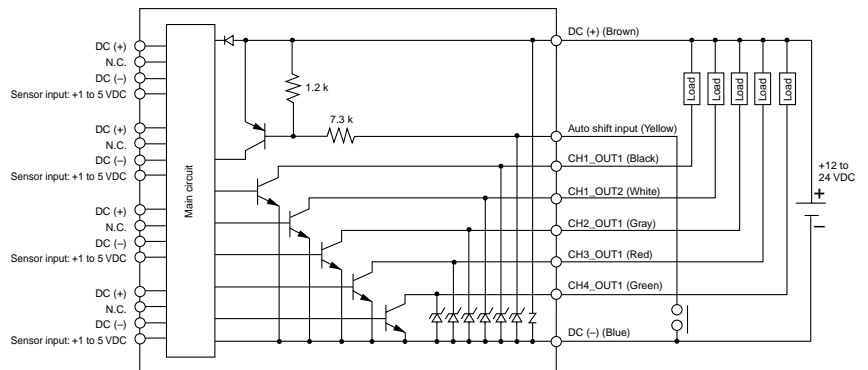 DC (+)
N.C.
DC (–)
Sensor input: +1 to 5 VDC
DC (+)
N.C.
DC (–)
Sensor input: +1 to 5 VDC
DC (+)
N.C.
DC (–)
Sensor input: +1 to 5 VDC
DC (+)
N.C.
DC (–)
Sensor input: +1 to 5 VDC
Main circuit
1.2 k
7.3 k
DC (+) (Brown)
Auto shift input (Yellow)
CH1_OUT1 (Black)
CH1_OUT2 (White)
CH2_OUT1 (Gray)
CH3_OUT1 (Red)
CH4_OUT1 (Green)
DC (–) (Blue)
Load
Load
Load
Load
Load
+12 to
24 VDC
+
–